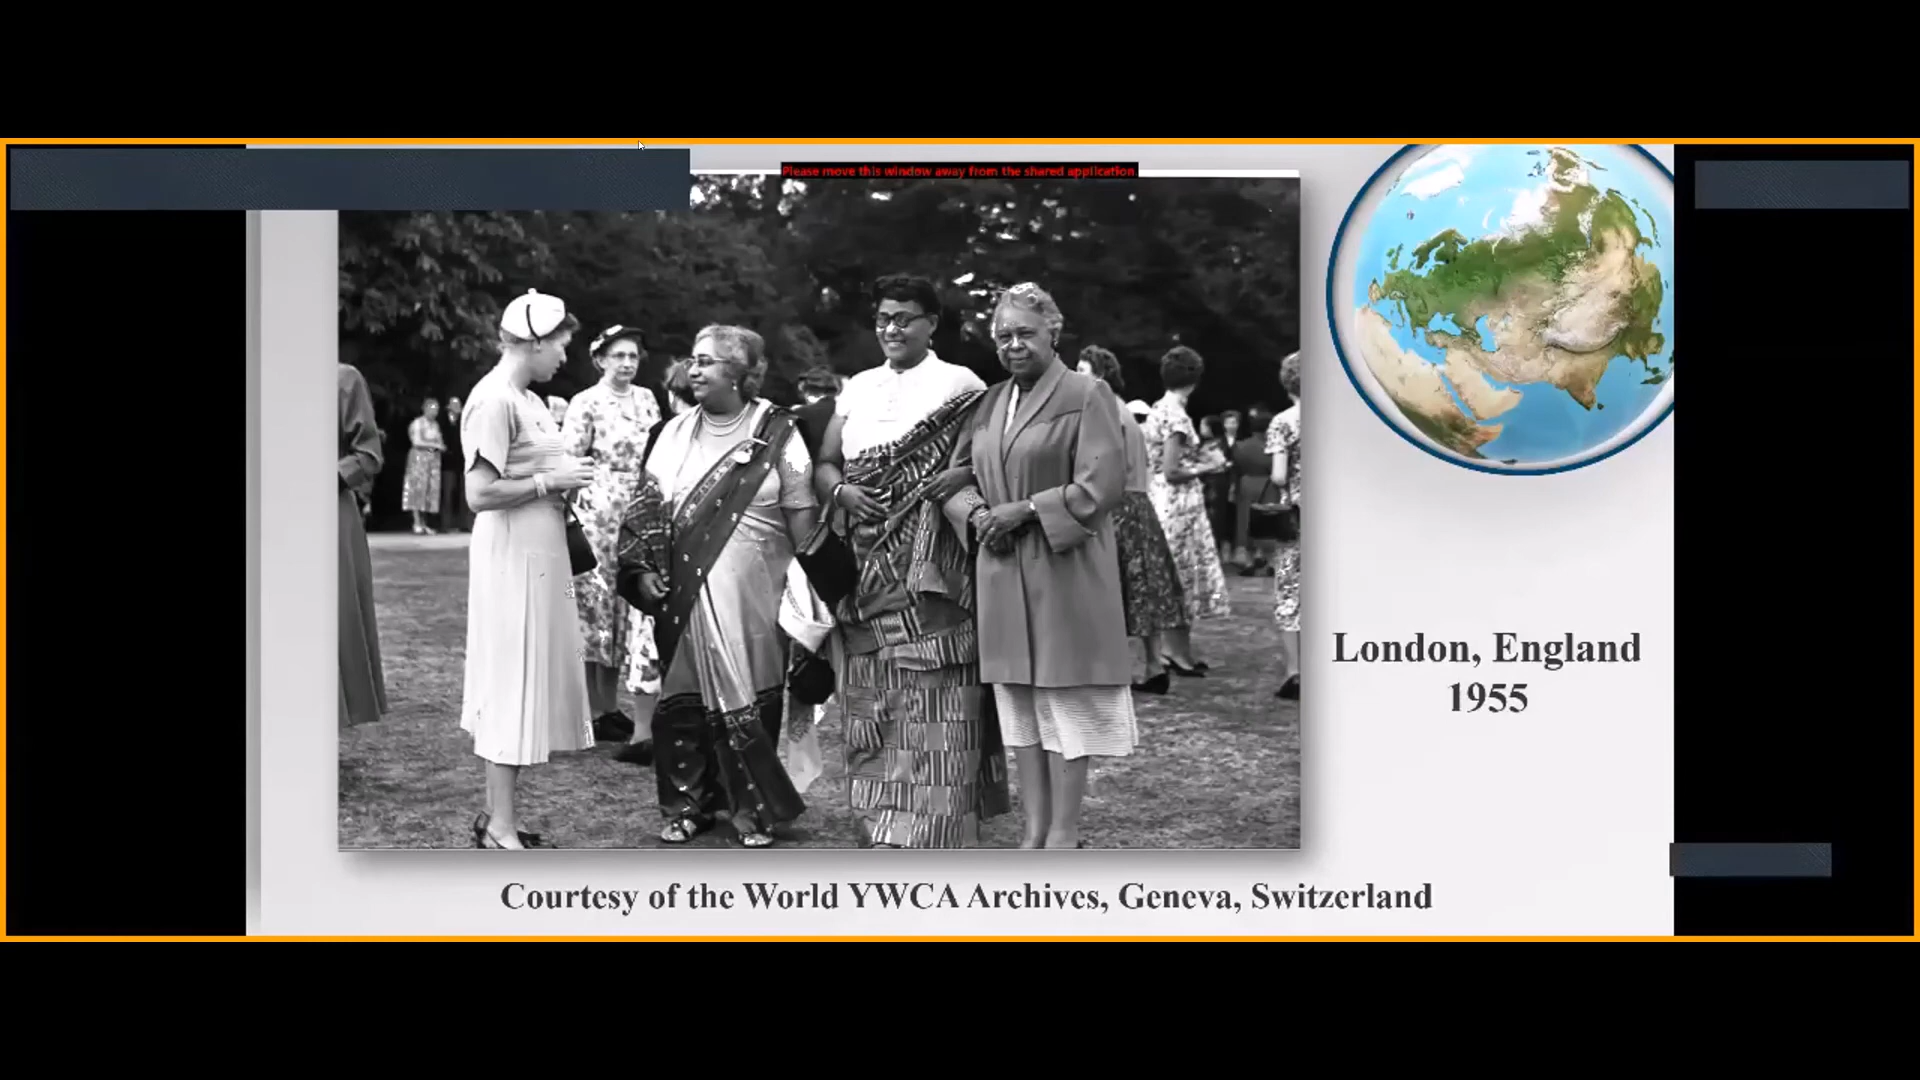 Please move this window away from the shared application
London, England
1955
Courtesy of the World YWCA Archives, Geneva, Switzerland